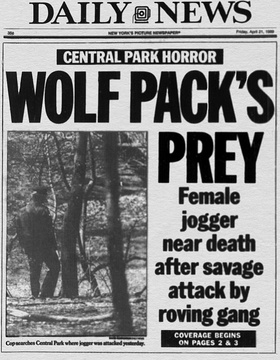 DAILY NEWS
35¢
NEW YORK'S PICTURE NEWSPAPER®
Friday, April 21, 1989
CENTRAL PARK HORROR
WOLF PACK'S
PREY
Female
jogger
near death
after savage
attack by
roving gang
COVERAGE BEGINS
ON PAGES 2 & 3
Cop searches Central Park where jogger was attacked yesterday.